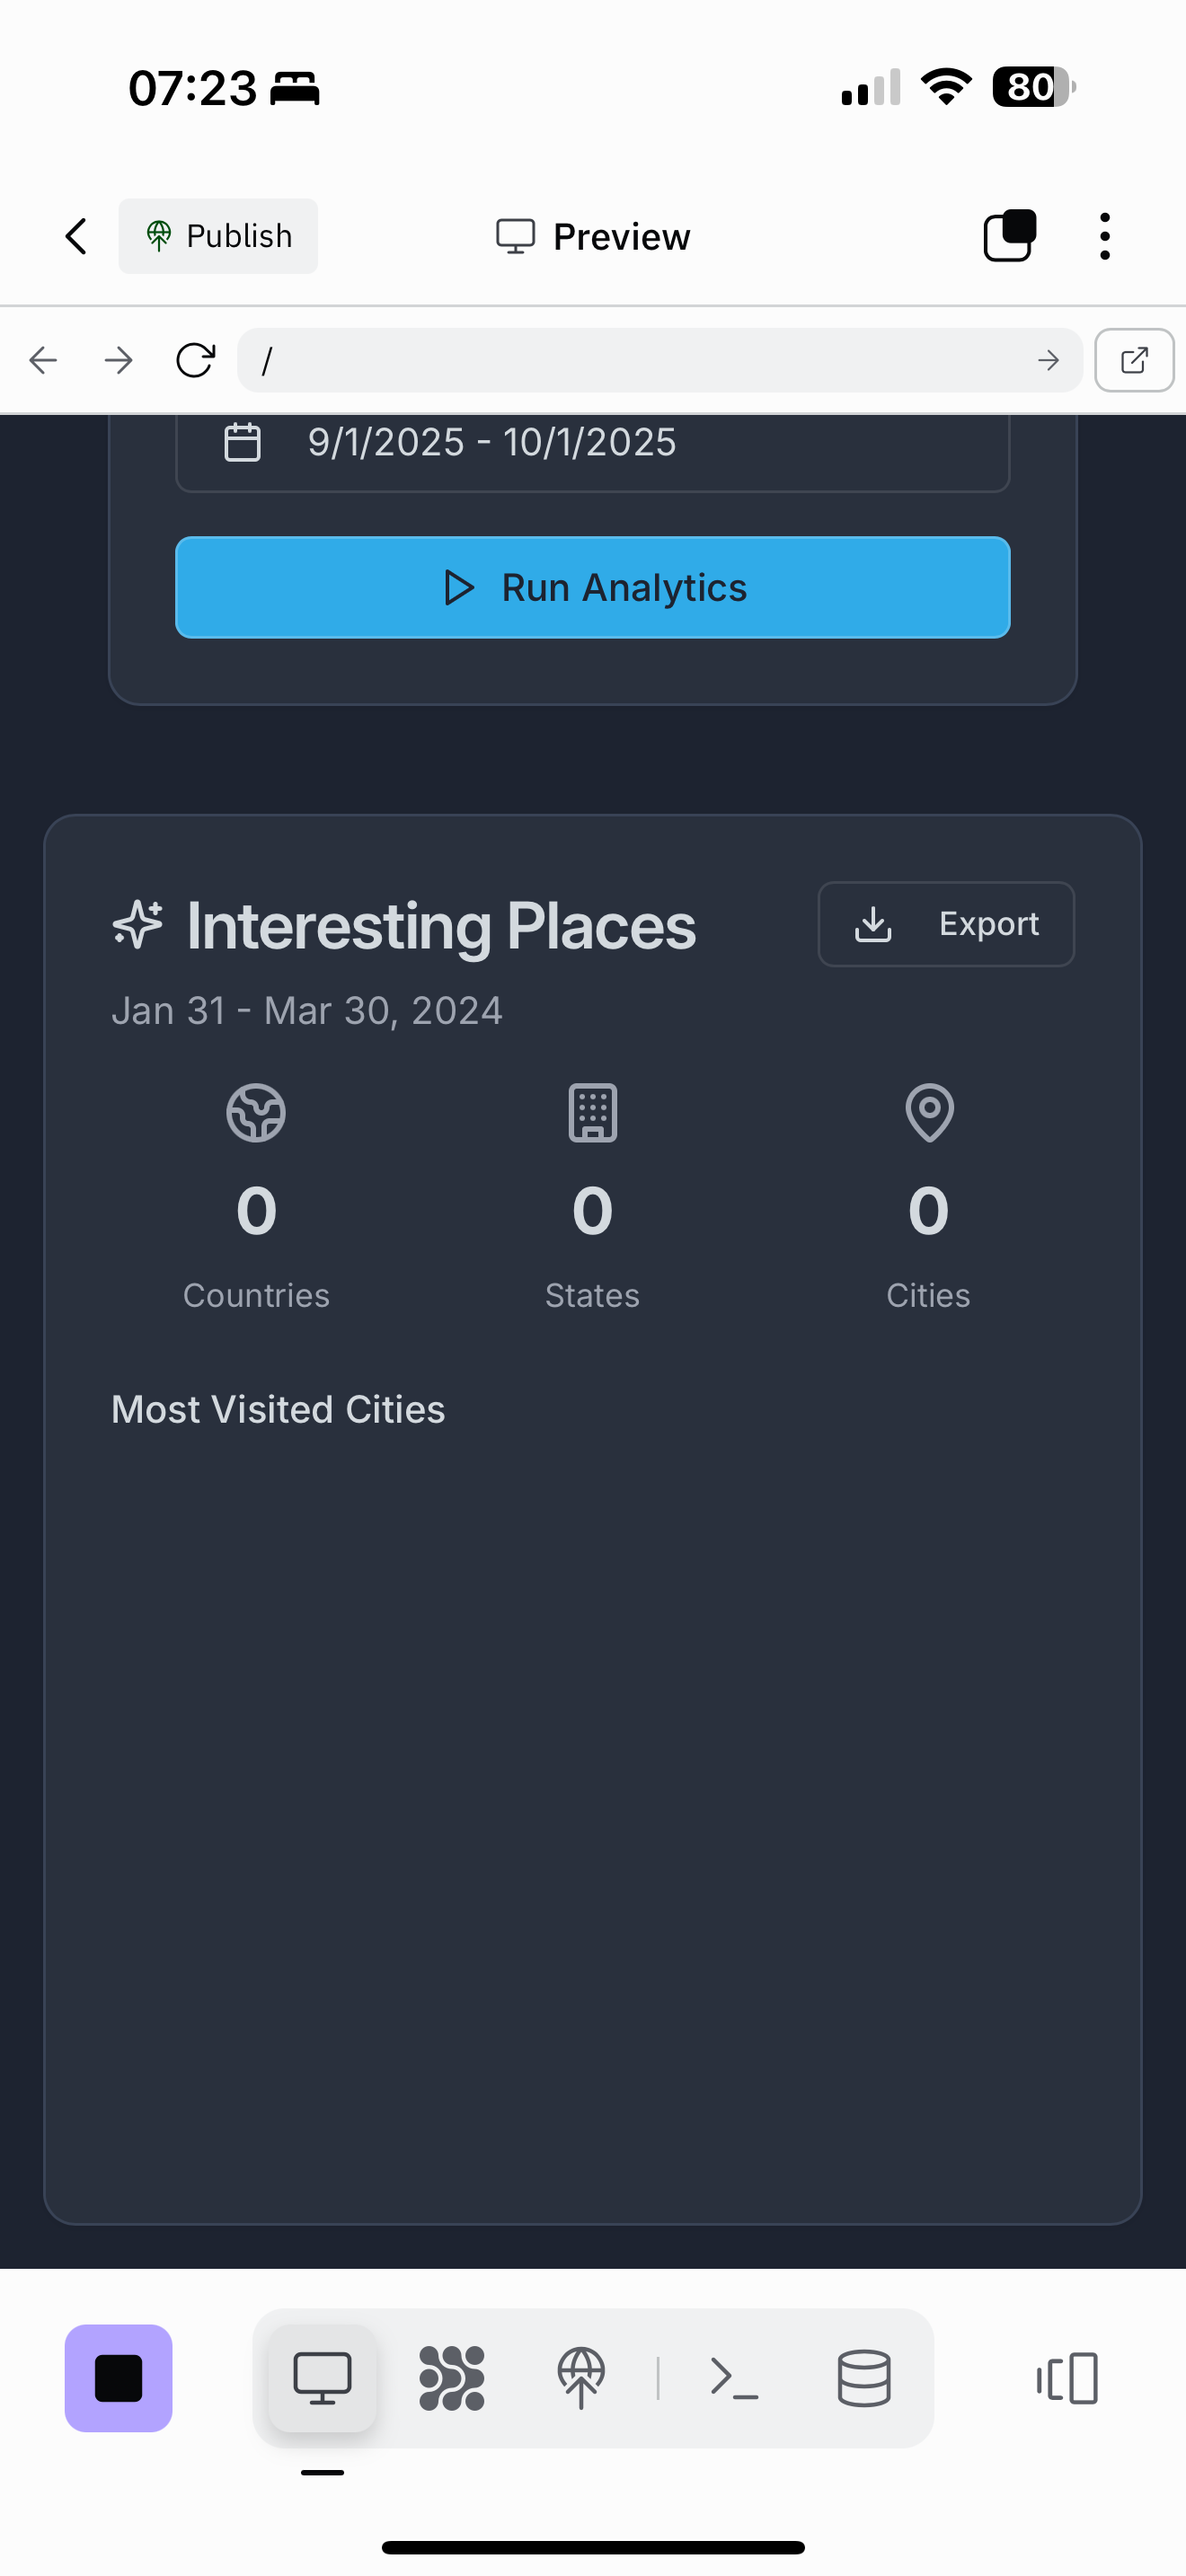 07:23
80
Publish
Preview
/
9/1/2025 - 10/1/2025
Run Analytics
Interesting Places
Export
Jan 31 - Mar 30, 2024
0
0
0
Countries
States
Cities
Most Visited Cities